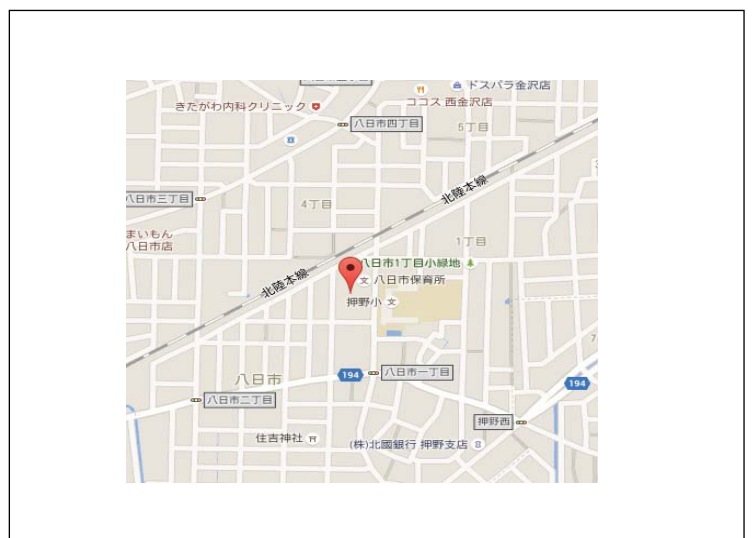 ドスパラ金沢店
ココス 西金沢店
きたがわ内科クリニック
八日市四丁目
5丁目
北陸本線
八日市三丁目
4丁目
まいもん
八日市店
1丁目
八日市1丁目小緑地
八日市保育所
北陸本線
押野小
194
八日市一丁目
八日市
194
八日市二丁目
押野西
住吉神社
(株)北國銀行 押野支店